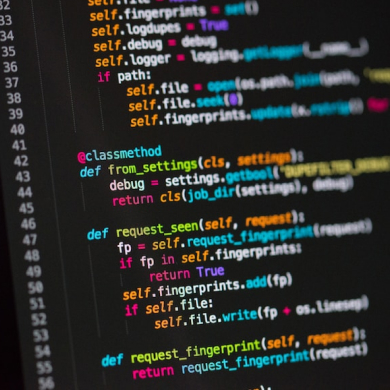 32 self.file = None
33 self.fingerprints = set()
34 self.logdupes = True
35 self.debug = debug
36 self.logger = logging.getLogger(__name__)
37 if path:
38 self.file = open(os.path.join(path,
39 self.file.seek(0)
40 self.fingerprints.update(x.rstrip() for
41
42 @classmethod
43 def from_settings(cls, settings):
44 debug = settings.getbool(
45 return cls(job_dir(settings), debug)
46
47 def request_seen(self, request):
48 fp = self.request_fingerprint(request)
49 if fp in self.fingerprints:
50 return True
51 self.fingerprints.add(fp)
52 if self.file:
53 self.file.write(fp + os.linesep)
54
55 def request_fingerprint(self, request):
56 return request_fingerprint(request)